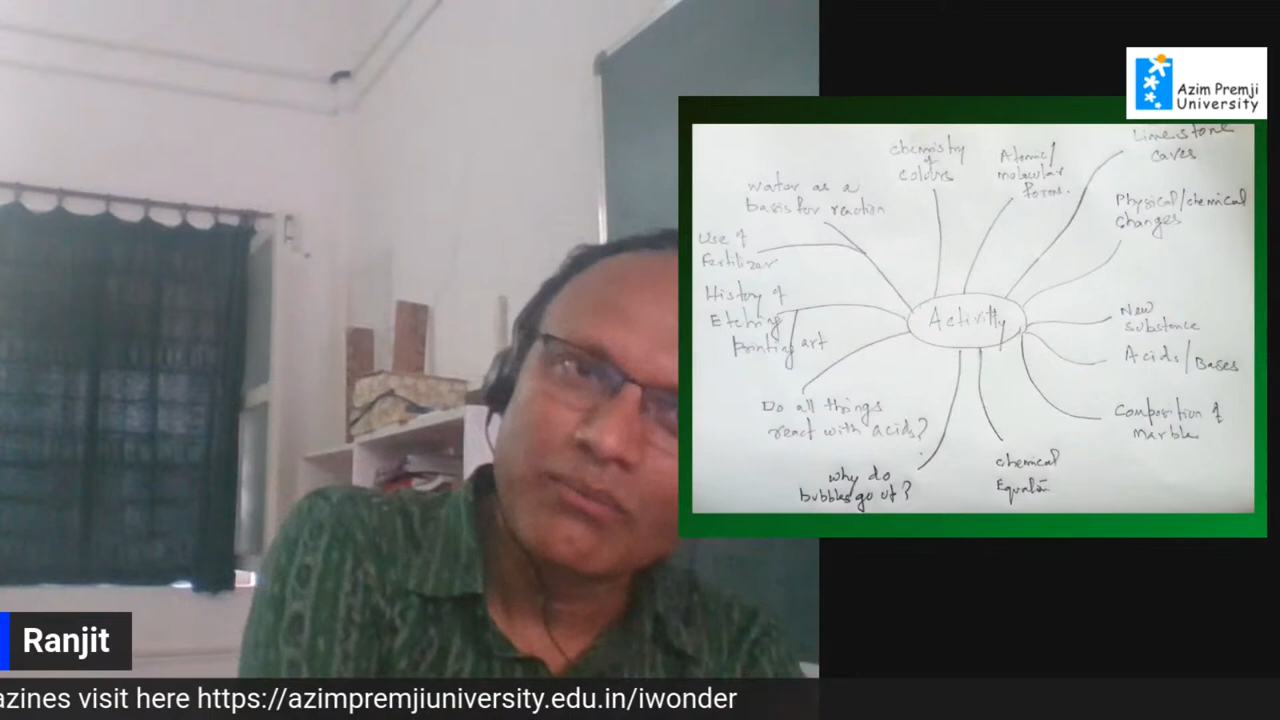 Azim Premji
University
chemistry
of
colours
Atomic/
molecular
forms.
Limestone
caves
water as a
basis for reaction
Physical/chemical
changes
Use of
Fertilizer
History of
Etching
Printing art
Activity
New
Substance
Acids/Bases
Do all things
react with acids?
Composition of
marble
why do
bubbles go up?
chemical
Ranjit
azines visit here https://azimpremjiuniversity.edu.in/iwonder